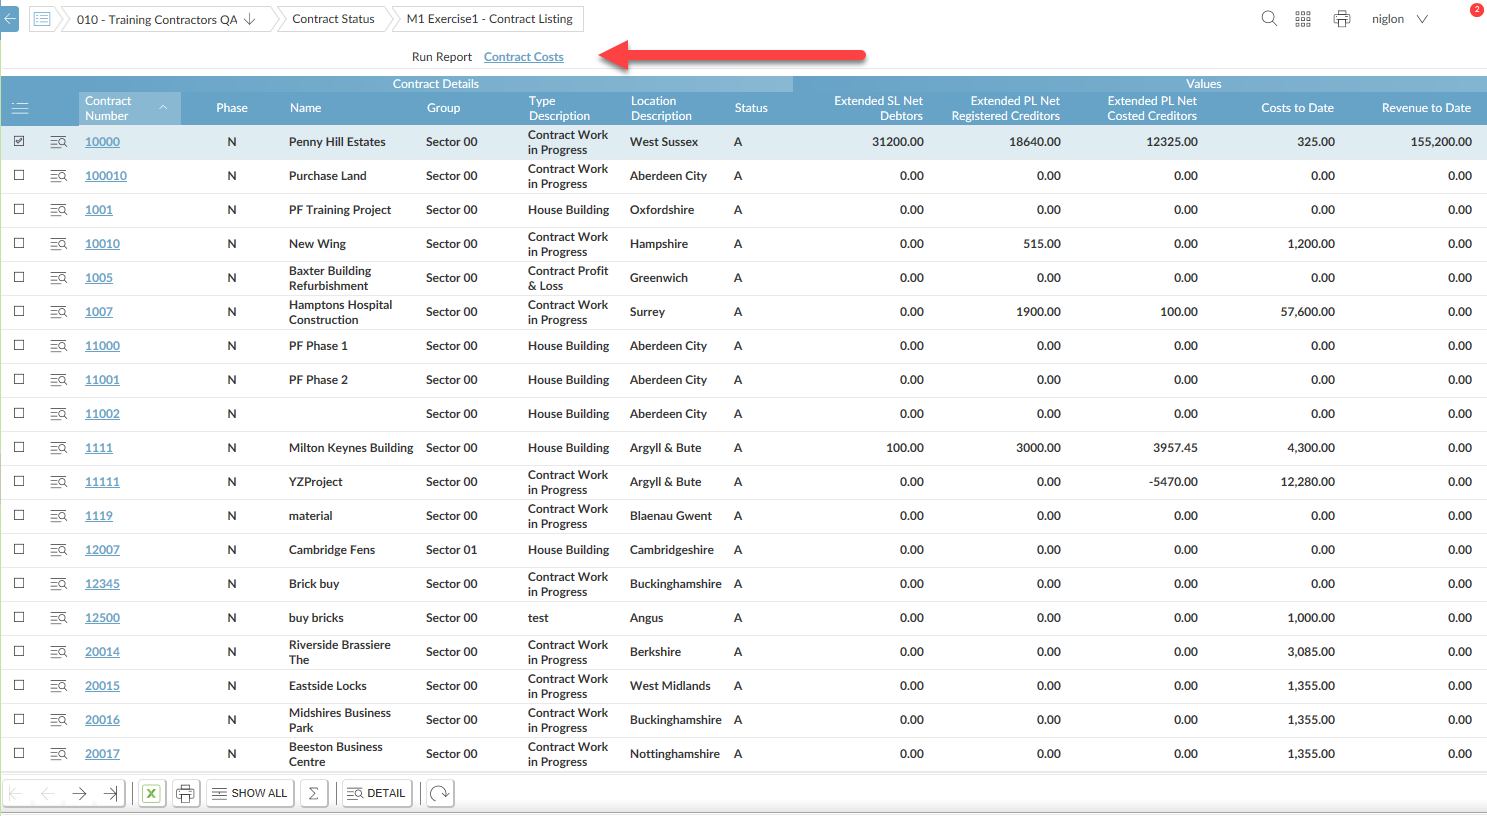 010 - Training Contractors QA Contract Status M1 Exercise1 - Contract Listing niglon 2
Run Report Contract Costs
Contract Details Values
Contract Number Phase Name Group Type Description Location Description Status Extended SL Net Debtors Extended PL Net Registered Creditors Extended PL Net Costed Creditors Costs to Date Revenue to Date
10000 N Penny Hill Estates Sector 00 Contract Work in Progress West Sussex A 31200.00 18640.00 12325.00 325.00 155,200.00
100010 N Purchase Land Sector 00 Contract Work in Progress Aberdeen City A 0.00 0.00 0.00 0.00 0.00
1001 N PF Training Project Sector 00 House Building Oxfordshire A 0.00 0.00 0.00 0.00 0.00
10010 N New Wing Sector 00 Contract Work in Progress Hampshire A 0.00 515.00 0.00 1,200.00 0.00
1005 N Baxter Building Refurbishment Sector 00 Contract Profit & Loss Greenwich A 0.00 0.00 0.00 0.00 0.00
1007 N Hamptons Hospital Construction Sector 00 Contract Work in Progress Surrey A 0.00 1900.00 100.00 57,600.00 0.00
11000 N PF Phase 1 Sector 00 House Building Aberdeen City A 0.00 0.00 0.00 0.00 0.00
11001 N PF Phase 2 Sector 00 House Building Aberdeen City A 0.00 0.00 0.00 0.00 0.00
11002 N Sector 00 House Building Aberdeen City A 0.00 0.00 0.00 0.00 0.00
1111 N Milton Keynes Building Sector 00 House Building Argyll & Bute A 100.00 3000.00 3957.45 4,300.00 0.00
11111 N YZProject Sector 00 Contract Work in Progress Argyll & Bute A 0.00 0.00 -5470.00 12,280.00 0.00
1119 N material Sector 00 Contract Work in Progress Blaenau Gwent A 0.00 0.00 0.00 0.00 0.00
12007 N Cambridge Fens Sector 01 House Building Cambridgeshire A 0.00 0.00 0.00 0.00 0.00
12345 N Brick buy Sector 00 Contract Work in Progress Buckinghamshire A 0.00 0.00 0.00 0.00 0.00
12500 N buy bricks Sector 00 test Angus A 0.00 0.00 0.00 1,000.00 0.00
20014 N Riverside Brassiere The Sector 00 Contract Work in Progress Berkshire A 0.00 0.00 0.00 3,085.00 0.00
20015 N Eastside Locks Sector 00 Contract Work in Progress West Midlands A 0.00 0.00 0.00 1,355.00 0.00
20016 N Midshires Business Park Sector 00 Contract Work in Progress Buckinghamshire A 0.00 0.00 0.00 1,355.00 0.00
20017 N Beeston Business Centre Sector 00 Contract Work in Progress Nottinghamshire A 0.00 0.00 0.00 1,355.00 0.00
SHOW ALL Σ DETAIL